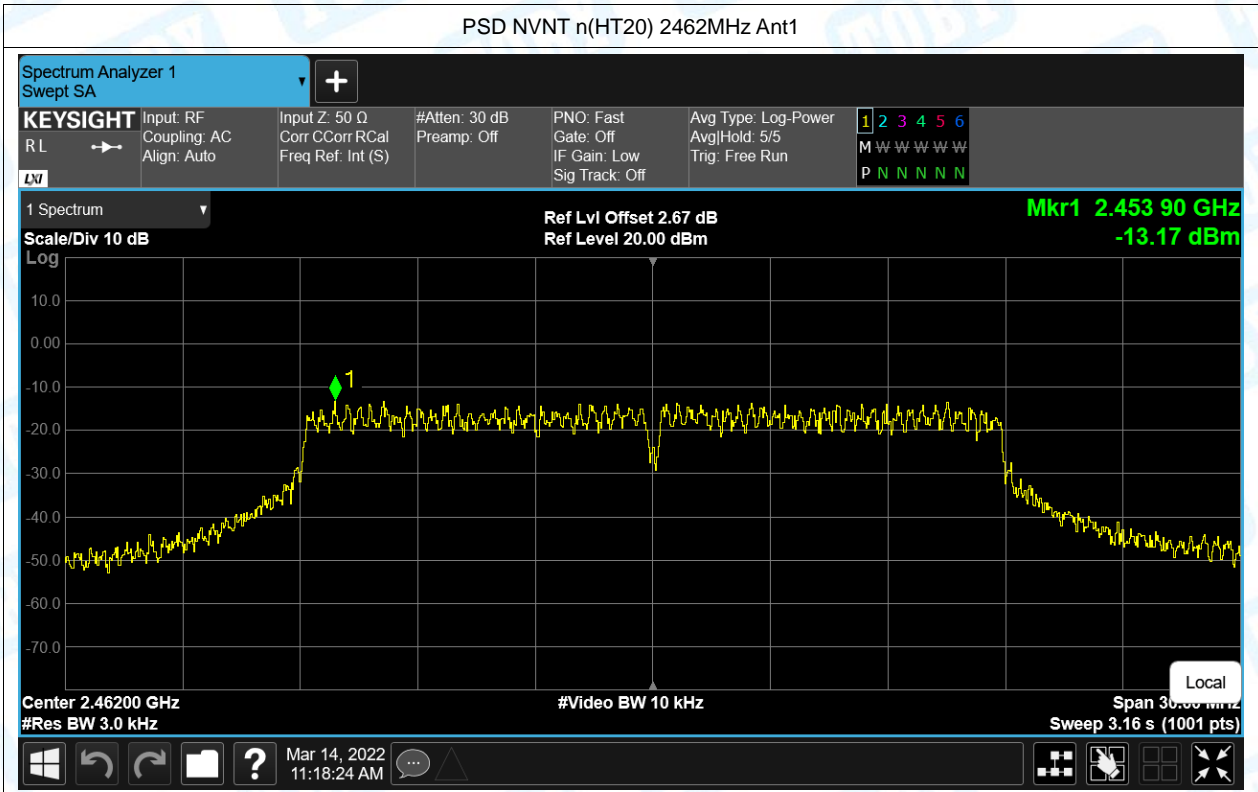 PSD NVNT n(HT20) 2462MHz Ant1
Spectrum Analyzer 1
Swept SA
KEYSIGHT
R L
LXI
Input: RF
Coupling: AC
Align: Auto
Input Z: 50 Ω
Corr CCorr RCal
Freq Ref: Int (S)
#Atten: 30 dB
Preamp: Off
PNO: Fast
Gate: Off
IF Gain: Low
Sig Track: Off
Avg Type: Log-Power
Avg|Hold: 5/5
Trig: Free Run
1 2 3 4 5 6
M W W W W W W
P N N N N N
1 Spectrum
Scale/Div 10 dB
Log
Ref Lvl Offset 2.67 dB
Ref Level 20.00 dBm
Mkr1 2.453 90 GHz
-13.17 dBm
10.0
0.00
-10.0
-20.0
-30.0
-40.0
-50.0
-60.0
-70.0
1
Local
Center 2.46200 GHz
#Res BW 3.0 kHz
#Video BW 10 kHz
Span 30.00 MHz
Sweep 3.16 s (1001 pts)
?
Mar 14, 2022
11:18:24 AM